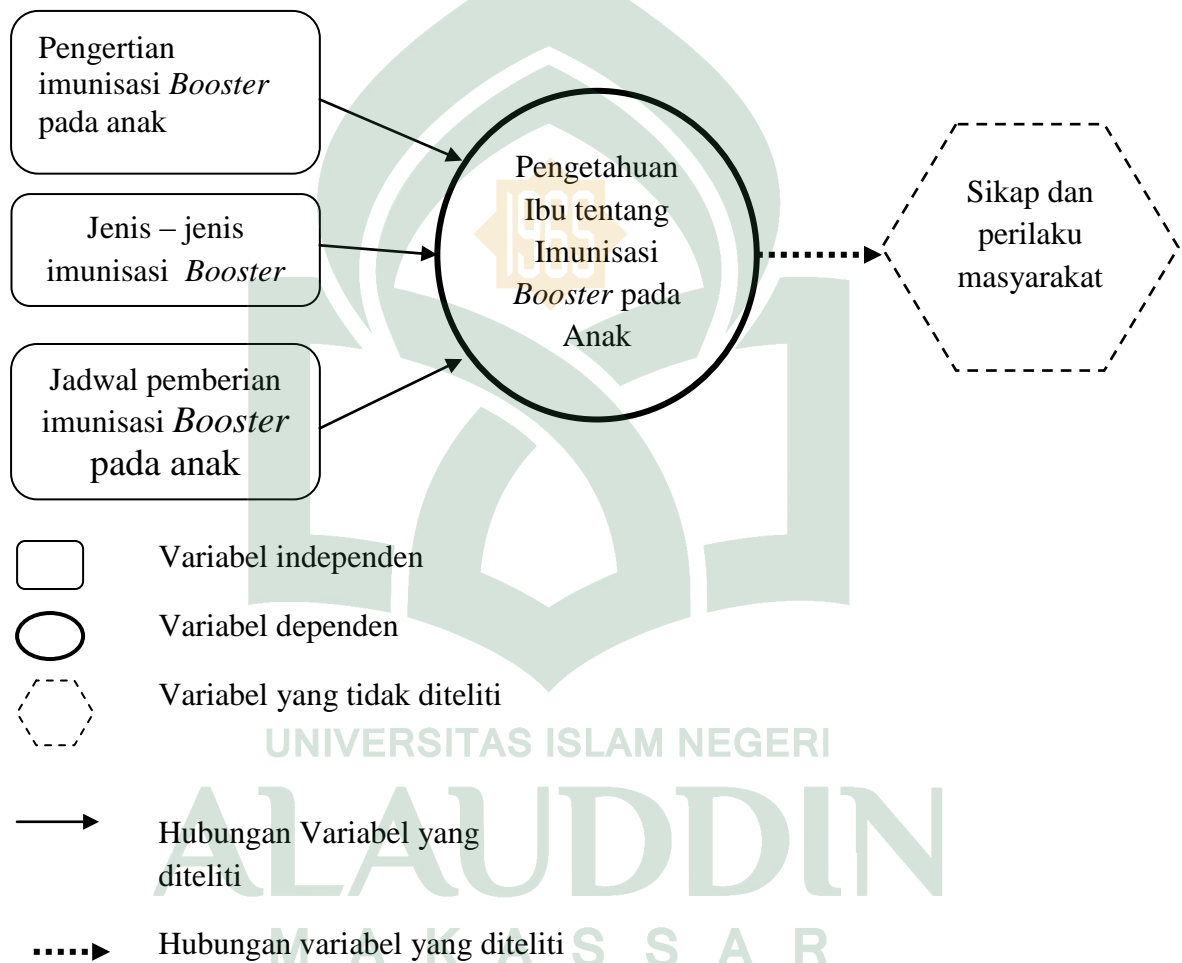 Pengertian
imunisasi Booster
pada anak
Jenis – jenis
imunisasi Booster
Jadwal pemberian
imunisasi Booster
pada anak
Pengetahuan
Ibu tentang
Imunisasi
Booster pada
Anak
Sikap dan
perilaku
masyarakat
Variabel independen
Variabel dependen
Variabel yang tidak diteliti
Hubungan Variabel yang
diteliti
Hubungan variabel yang diteliti
1965
UNIVERSITAS ISLAM NEGERI
ALAUDDIN
MAKASSAR